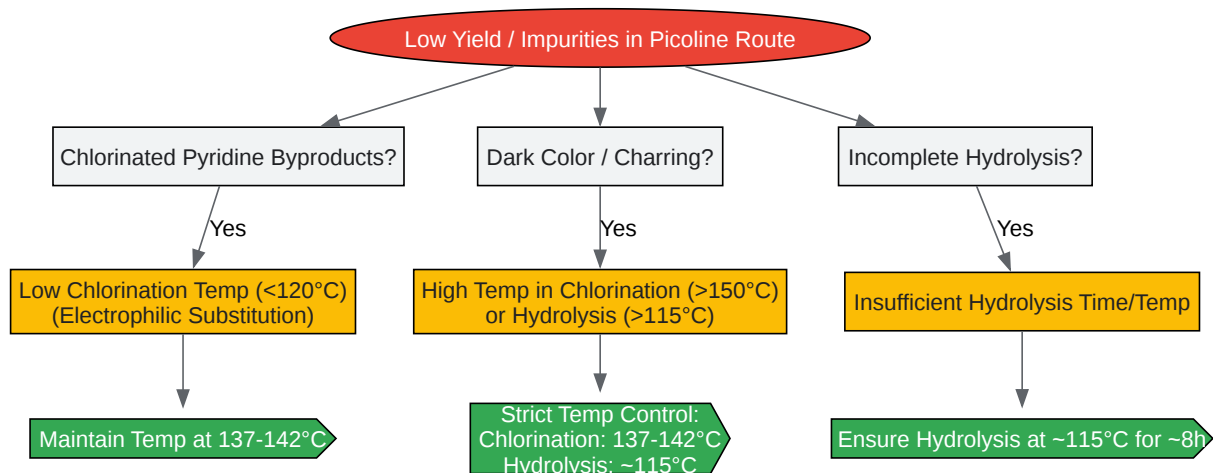 Low Yield / Impurities in Picoline Route
Chlorinated Pyridine Byproducts?
Dark Color / Charring?
Incomplete Hydrolysis?
Yes
Yes
Yes
Low Chlorination Temp (<120°C)
(Electrophilic Substitution)
High Temp in Chlorination (>150°C)
or Hydrolysis (>115°C)
Insufficient Hydrolysis Time/Temp
Maintain Temp at 137-142°C
Strict Temp Control:
Chlorination: 137-142°C
Hydrolysis: ~115°C
Ensure Hydrolysis at ~115°C for ~8h